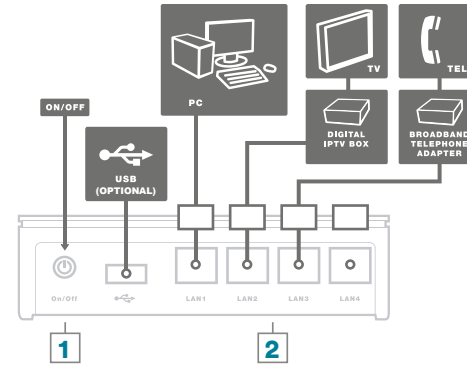 PC
TV
TEL
ON/OFF
DIGITAL
IPTV BOX
BROADBAND
TELEPHONE
ADAPTER
USB
(OPTIONAL)
On/Off
LAN1
LAN2
LAN3
LAN4
1
2